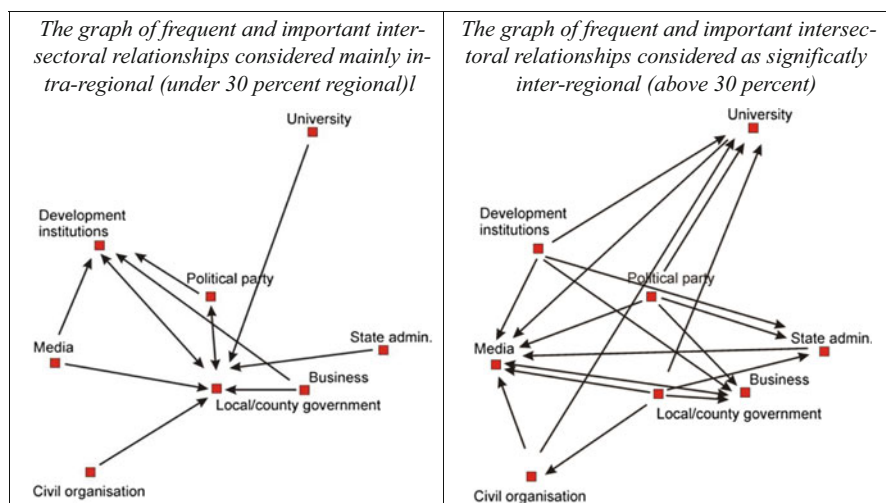 The graph of frequent and important inter-
sectoral relationships considered mainly in-
tra-regional (under 30 percent regional)l
University
Development
institutions
Political party
Media
State admin.
Business
Local/county government
Civil organisation
The graph of frequent and important intersec-
toral relationships considered as significatly
inter-regional (above 30 percent)
University
Development
institutions
Political party
State admin.
Media
Business
Local/county government
Civil organisation